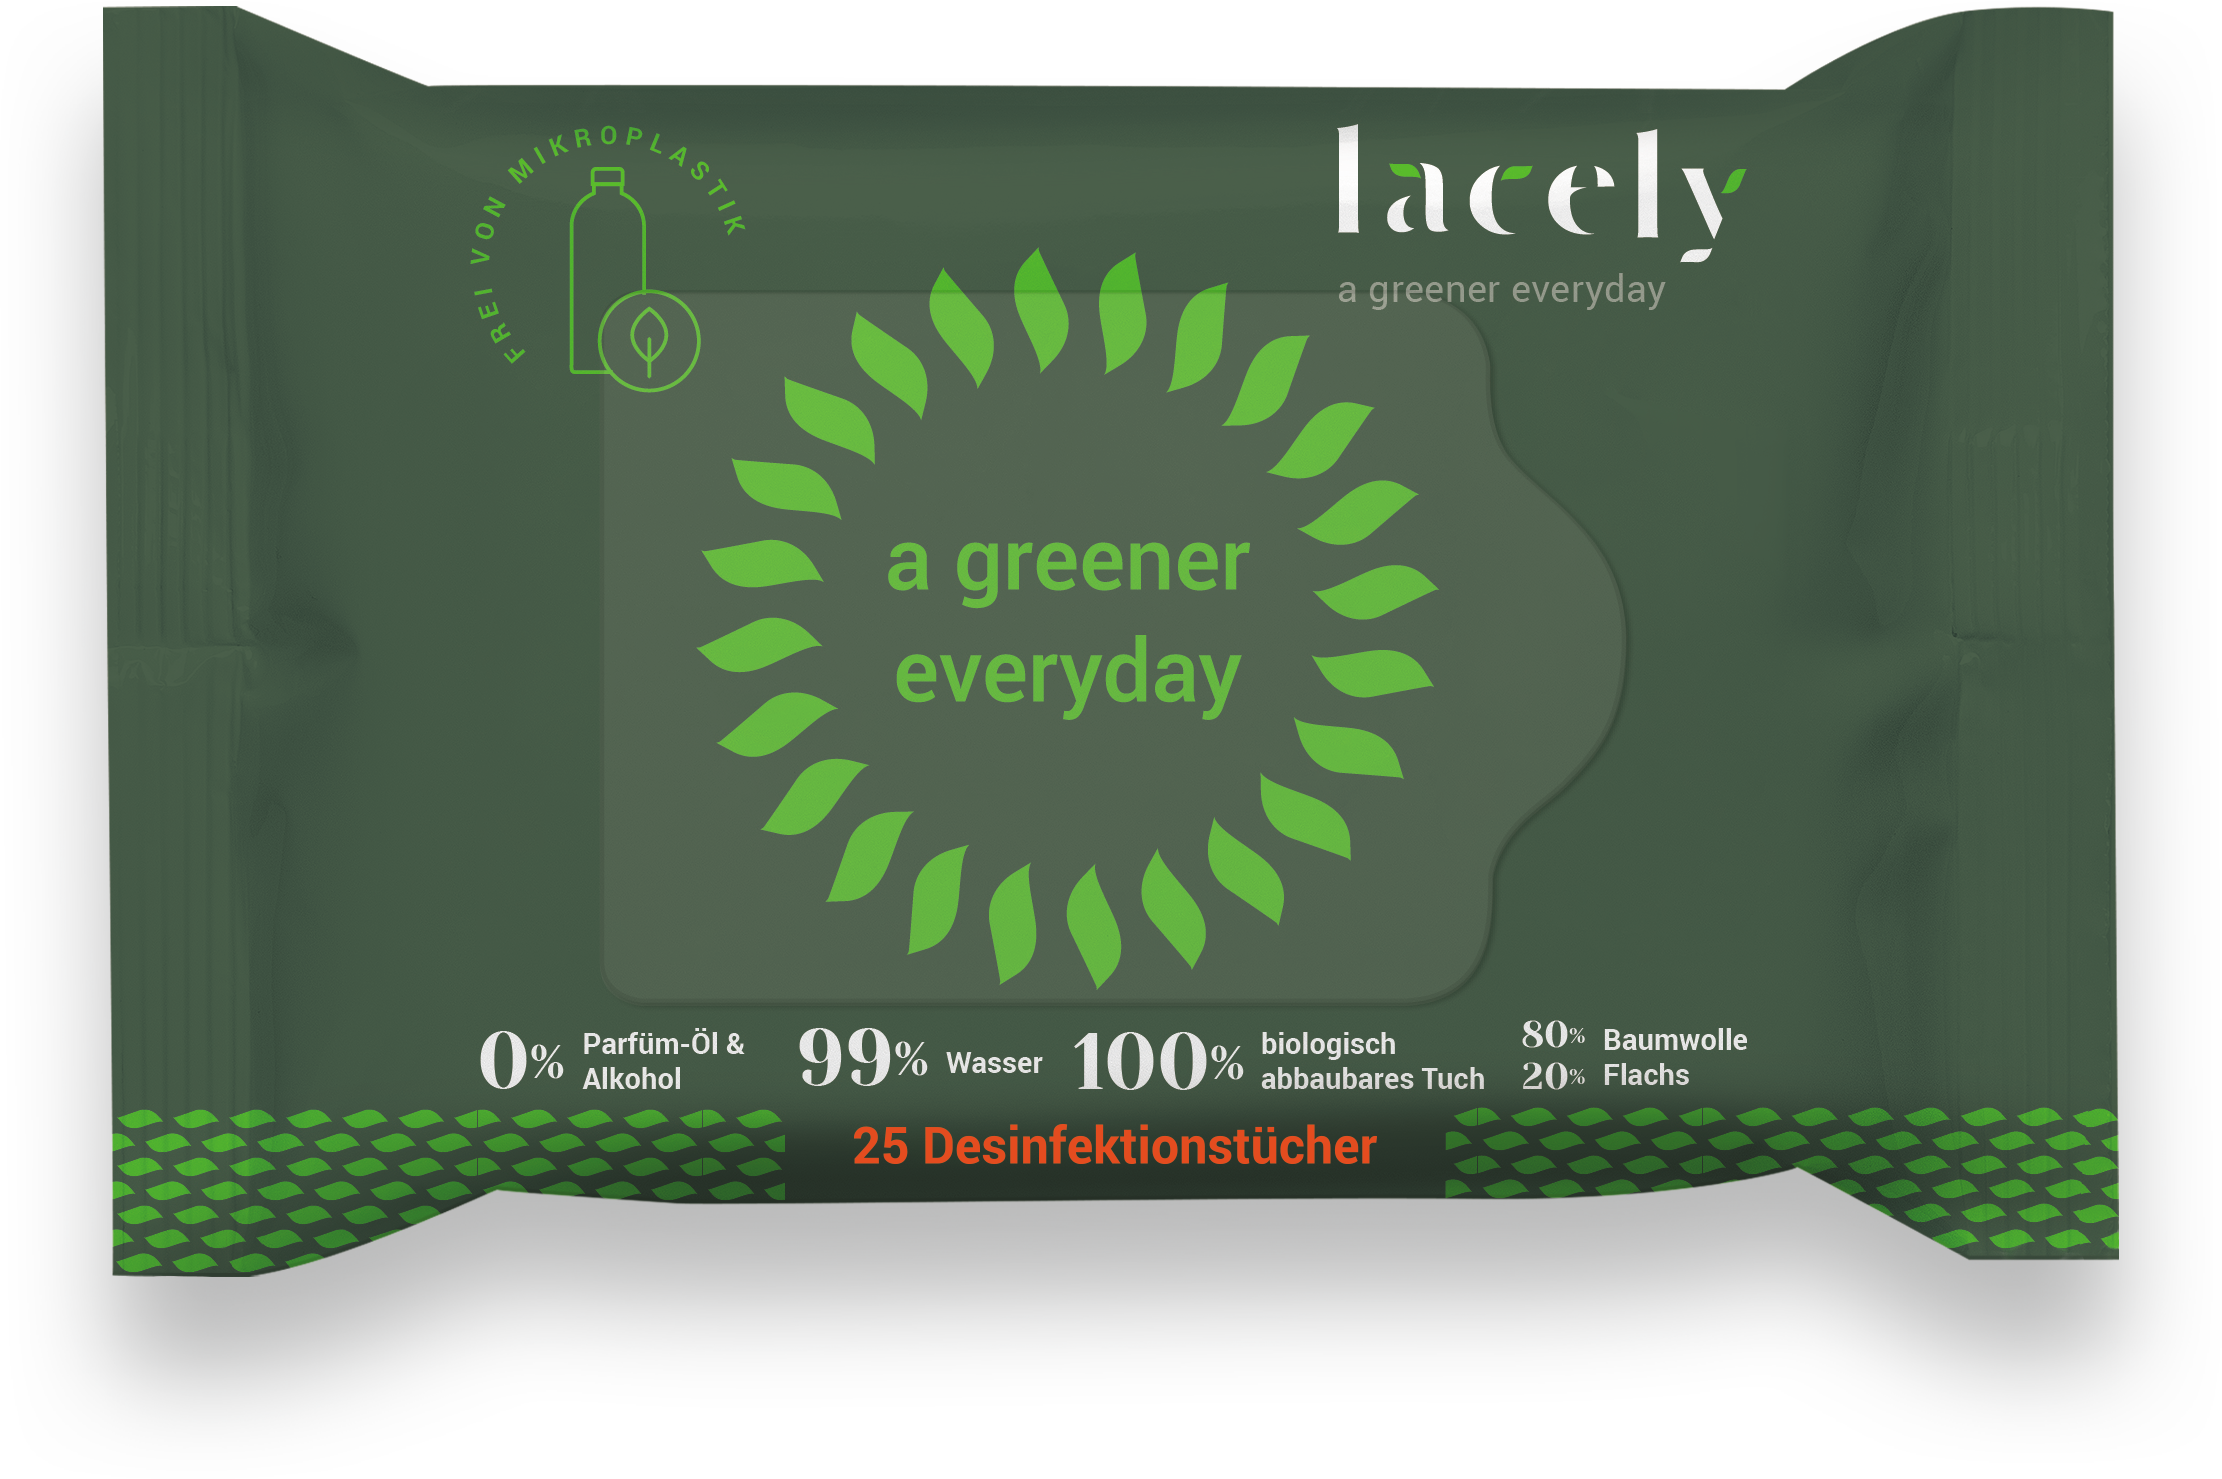 FREI VON MIKROPLASTIK
lacely
a greener everyday
a greener
everyday
0% Parfüm-Öl &
Alkohol
99% Wasser
100% biologisch
abbaubares Tuch
80% Baumwolle
20% Flachs
25 Desinfektionstücher